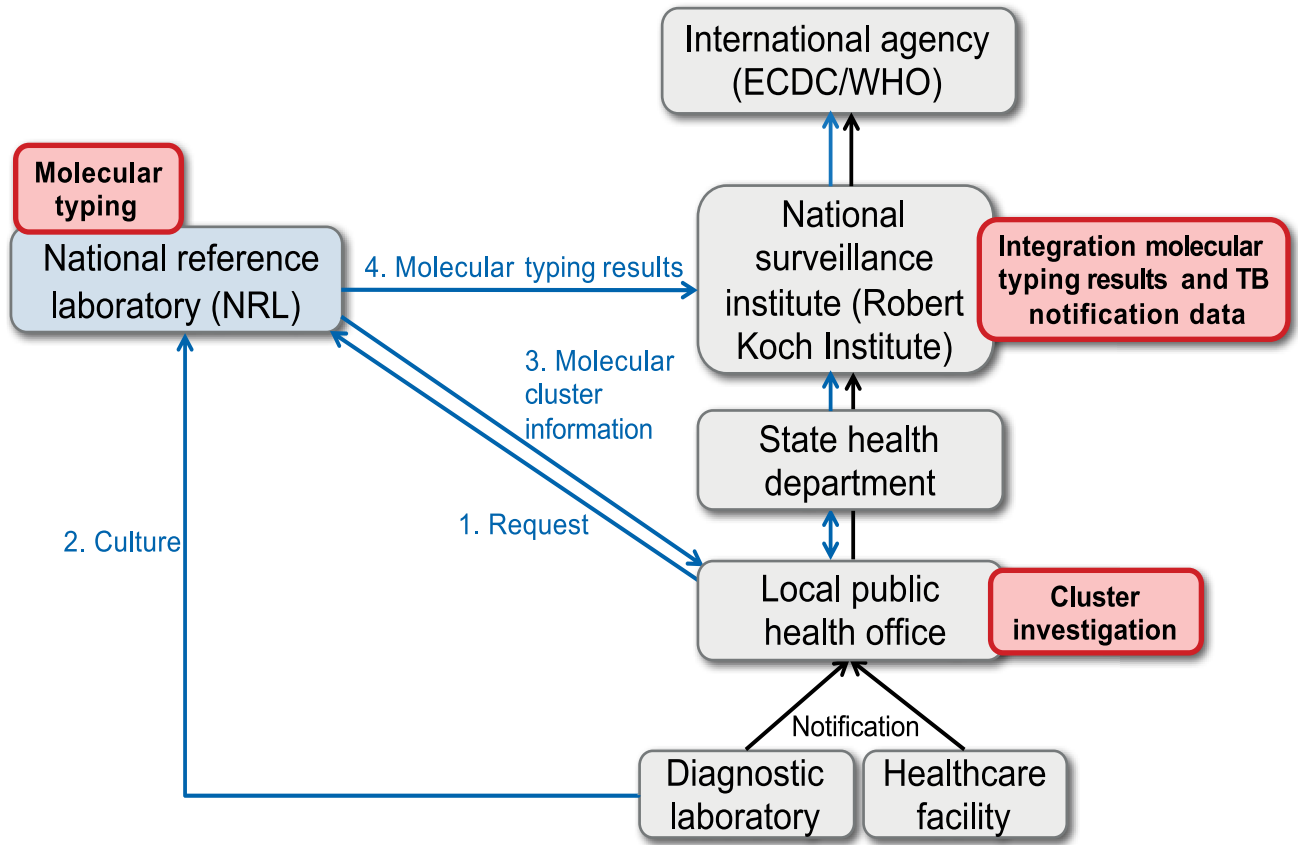 International agency
(ECDC/WHO)
Molecular
typing
National reference
laboratory (NRL)
4. Molecular typing results
National
surveillance
institute (Robert
Koch Institute)
Integration molecular
typing results and TB
notification data
3. Molecular
cluster
information
State health
department
1. Request
2. Culture
Local public
health office
Cluster
investigation
Notification
Diagnostic
laboratory
Healthcare
facility